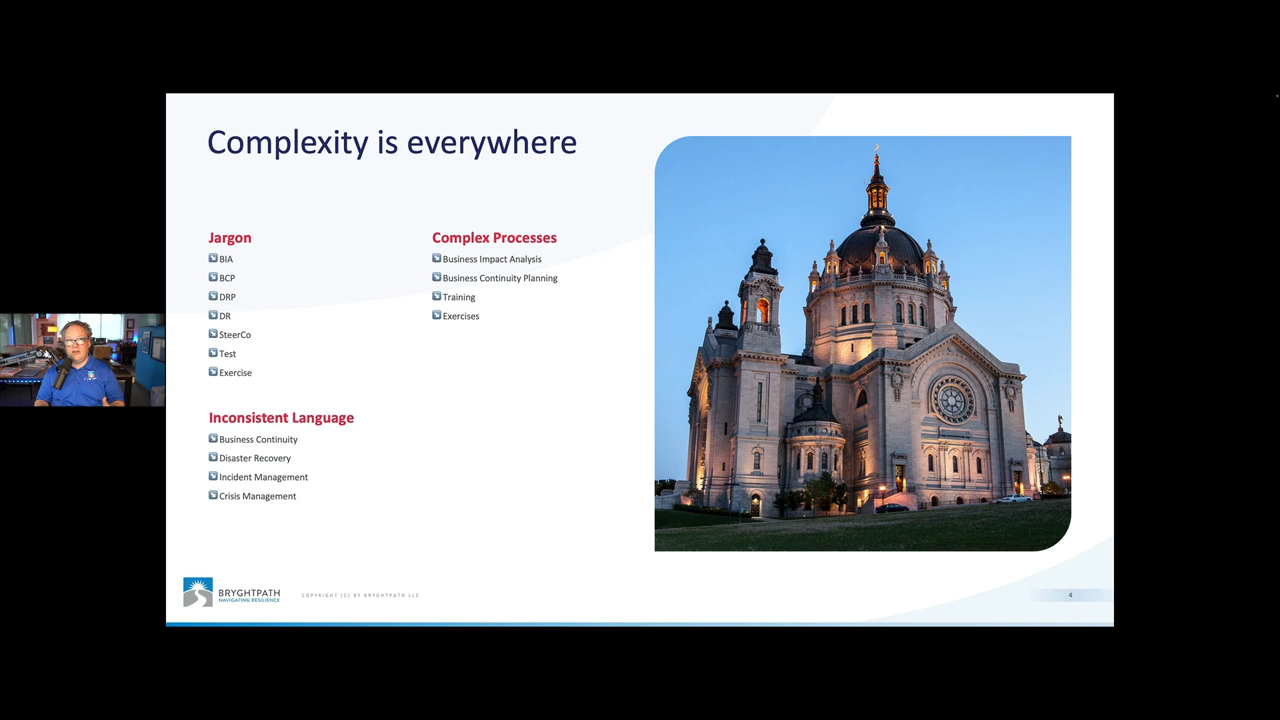 Complexity is everywhere
Jargon
BIA
BCP
DRP
DR
SteerCo
Test
Exercise
Inconsistent Language
Business Continuity
Disaster Recovery
Incident Management
Crisis Management
Complex Processes
Business Impact Analysis
Business Continuity Planning
Training
Exercises
BRYGHTPATH
NAVIGATING RESILIENCE
COPYRIGHT (C) BY BRYGHTPATH LLC
4